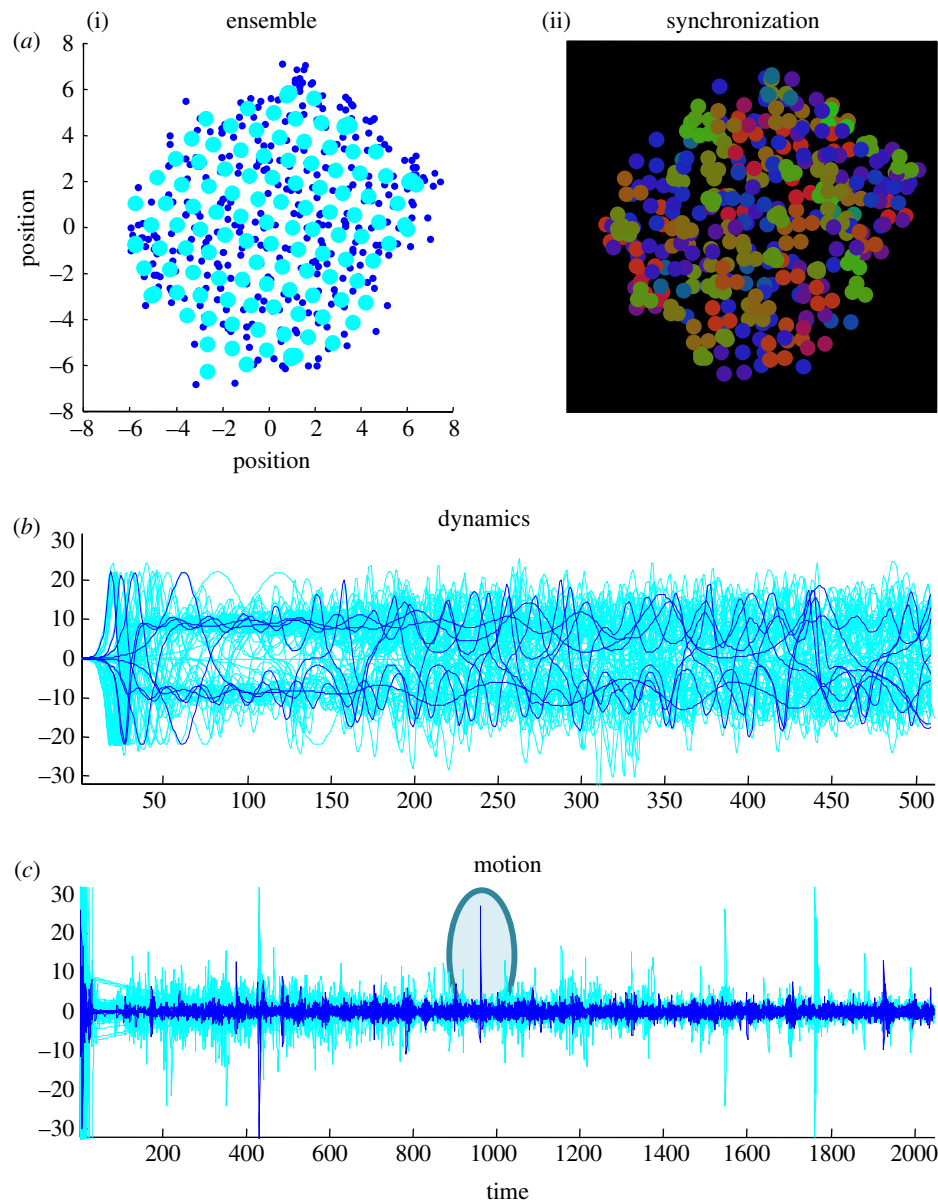 (i) ensemble
(ii) synchronization
(a)
8
6
4
2
0
–2
–4
–6
–8
position
–8 –6 –4 –2 0 2 4 6 8
position
(b) dynamics
30
20
10
0
–10
–20
–30
50 100 150 200 250 300 350 400 450 500
(c) motion
30
20
10
0
–10
–20
–30
200 400 600 800 1000 1200 1400 1600 1800 2000
time